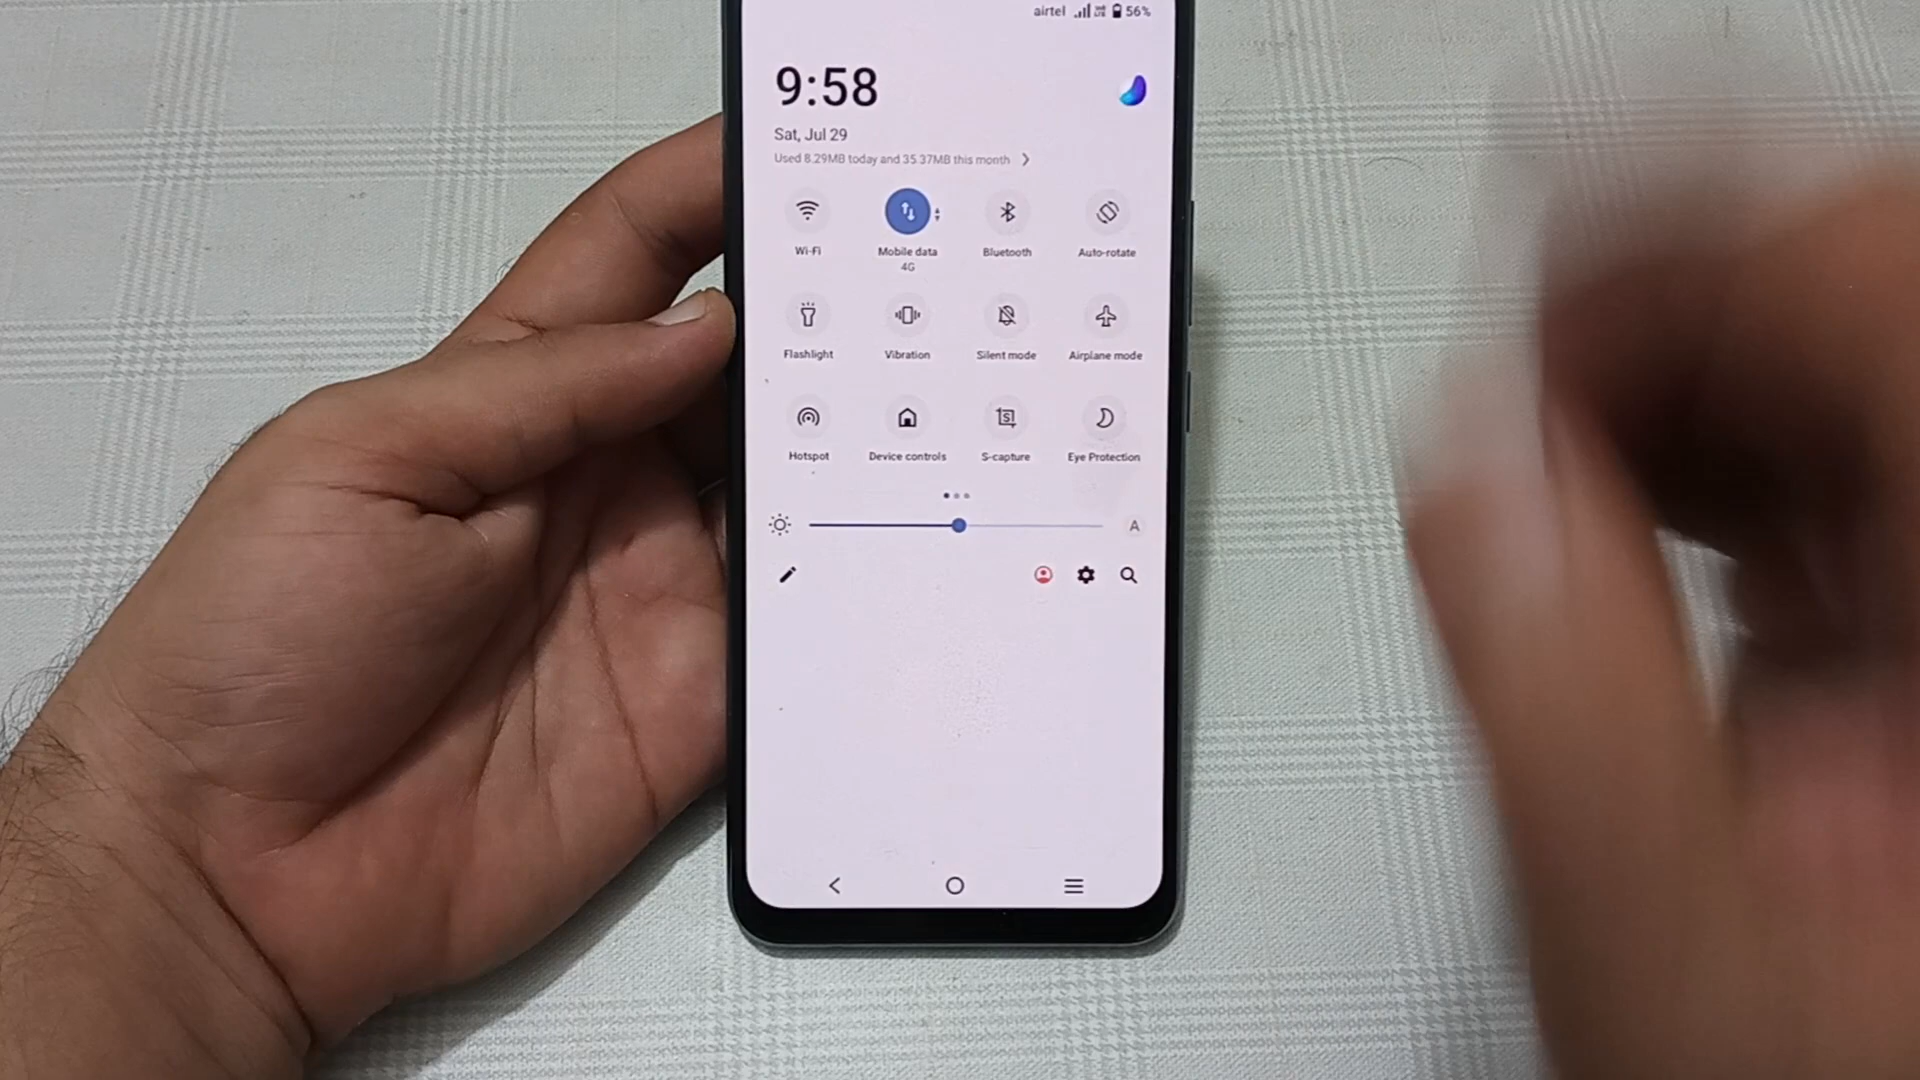 airtel 56%
9:58
Sat, Jul 29
Used 8.29MB today and 35.37MB this month
Wi-Fi
Mobile data
4G
Bluetooth
Auto-rotate
Flashlight
Vibration
Silent mode
Airplane mode
Hotspot
Device controls
S-capture
Eye Protection
A